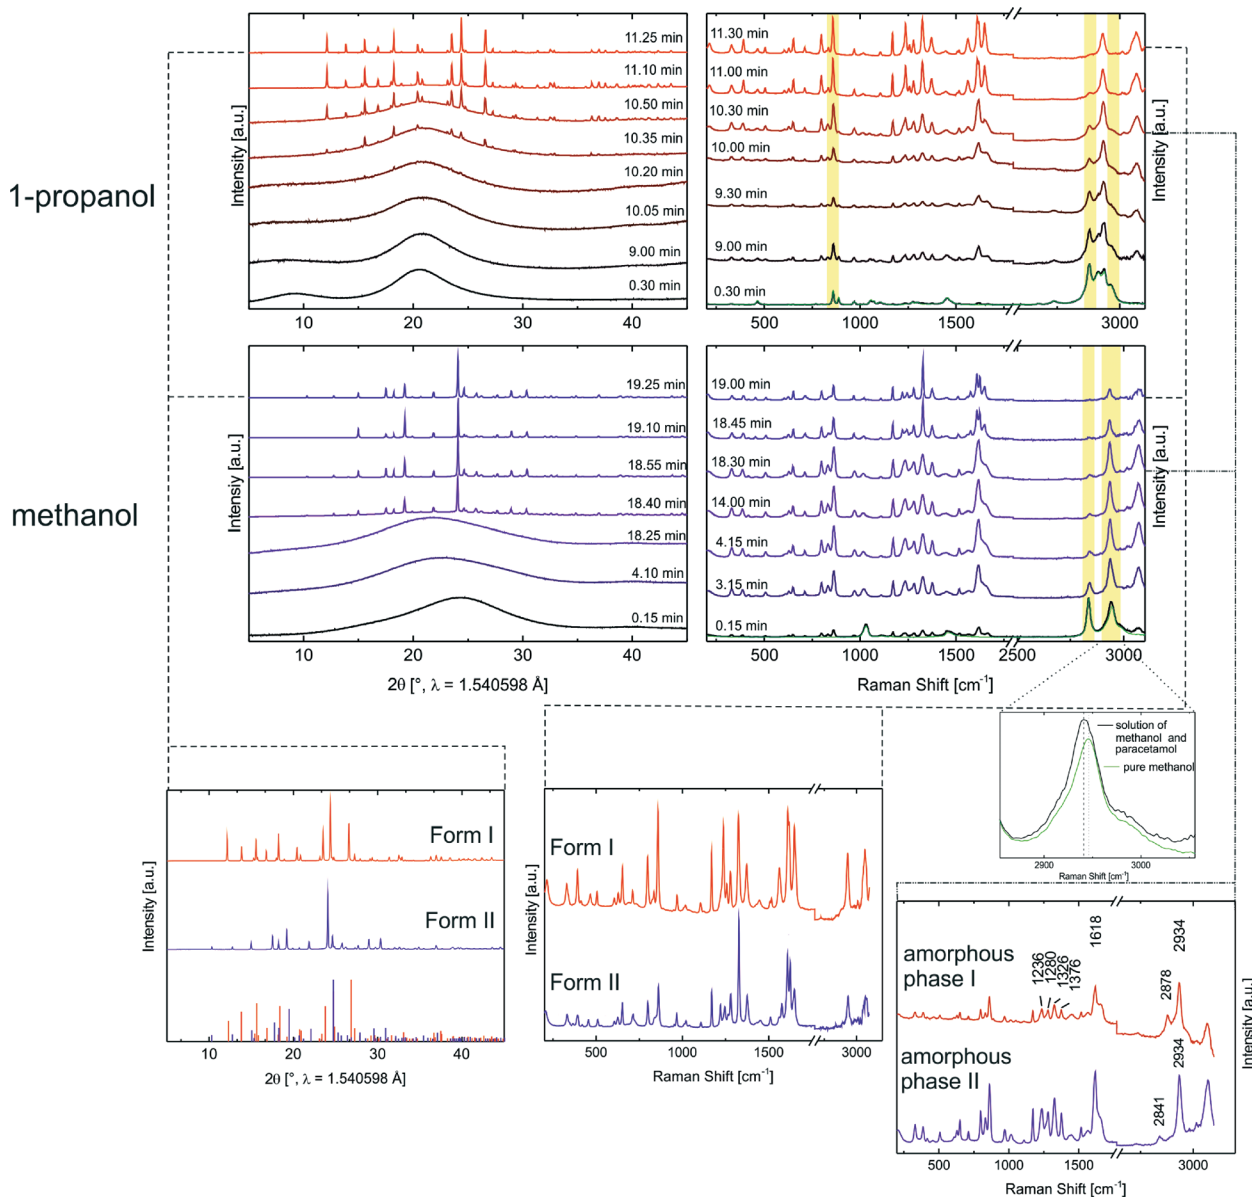 1-propanol
Intensity [a.u.]
11.25 min
11.10 min
10.50 min
10.35 min
10.20 min
10.05 min
9.00 min
0.30 min
10 20 30 40
11.30 min
11.00 min
10.30 min
10.00 min
9.30 min
9.00 min
0.30 min
500 1000 1500 3000
Intensity [a.u.]
methanol
Intensiy [a.u.]
19.25 min
19.10 min
18.55 min
18.40 min
18.25 min
4.10 min
0.15 min
10 20 30 40
2θ [°, λ = 1.540598 Å]
19.00 min
18.45 min
18.30 min
14.00 min
4.15 min
3.15 min
0.15 min
500 1000 1500 2500 3000
Raman Shift [cm-1]
Intensity [a.u.]
solution of
methanol and
paracetamol
pure methanol
2900 3000
Raman Shift [cm-1]
Intensity [a.u.]
Form I
Form II
10 20 30 40
2θ [°, λ = 1.540598 Å]
Intensity [a.u.]
Form I
Form II
500 1000 1500 3000
Raman Shift [cm-1]
amorphous
phase I
1236
1280
1326
1376
1618
2878
2934
amorphous
phase II
2841
2934
500 1000 1500 3000
Raman Shift [cm-1]
Intensity [a.u.]